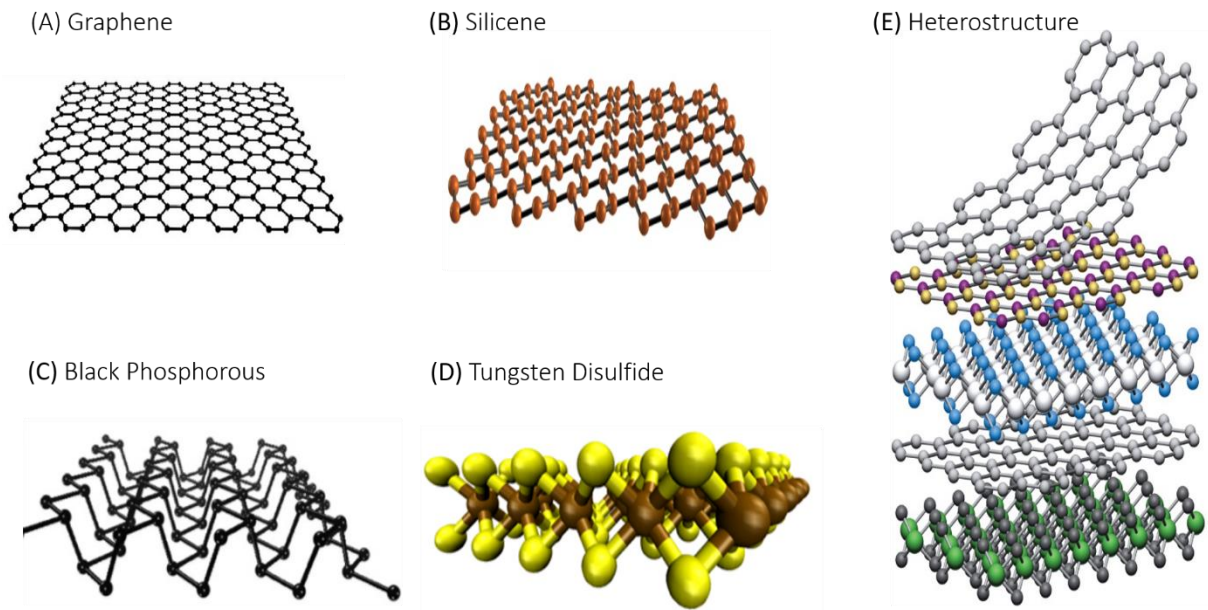 (A) Graphene
(B) Silicene
(E) Heterostructure
(C) Black Phosphorous
(D) Tungsten Disulfide